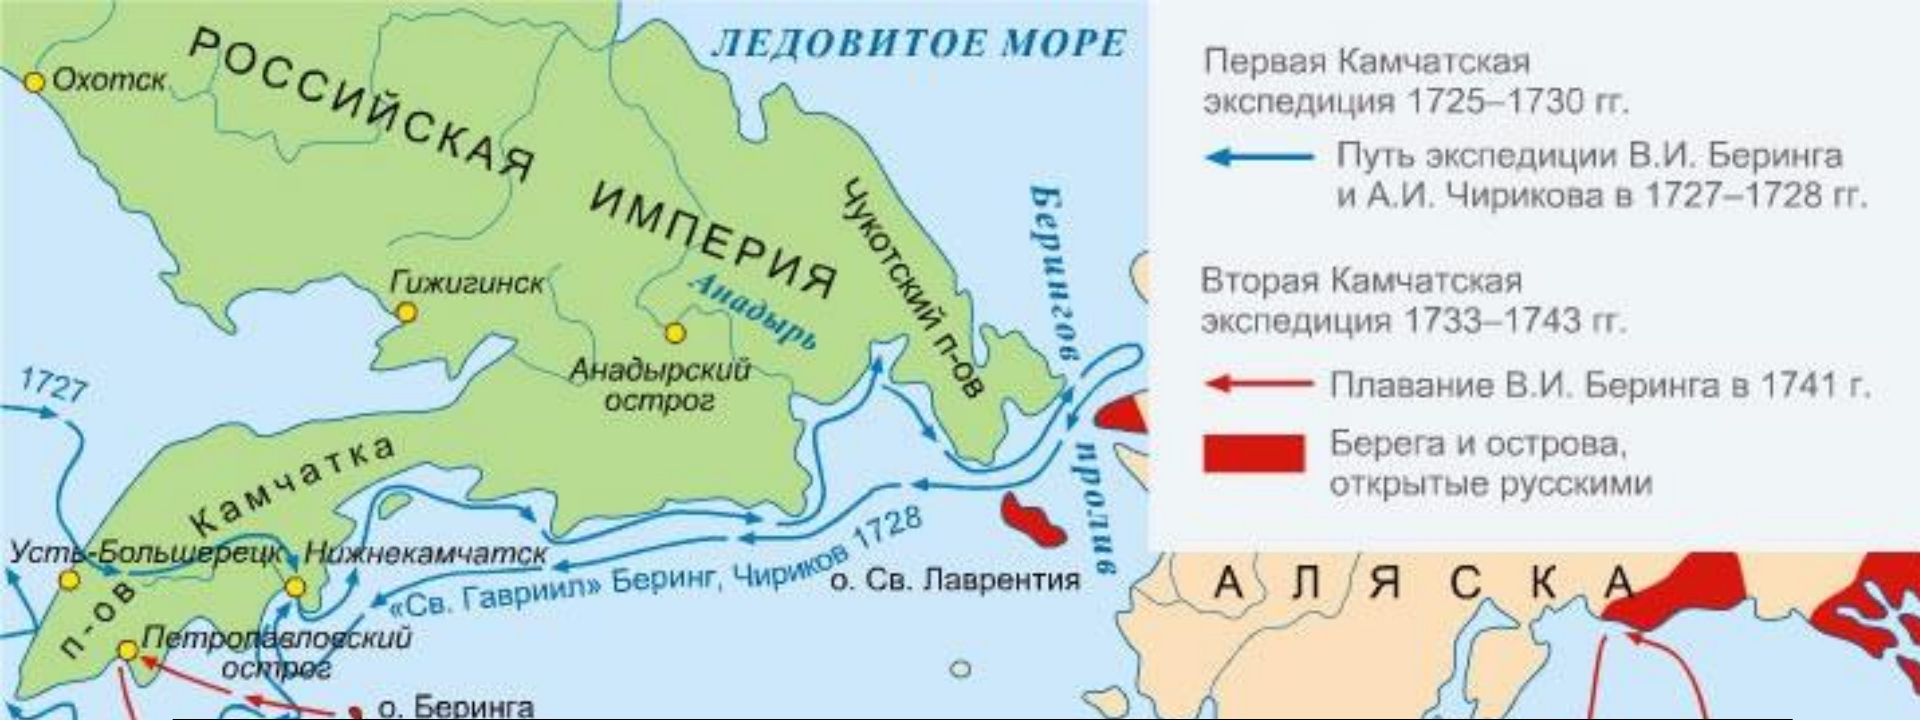 ЛЕДОВИТОЕ МОРЕ
Охотск
РОССИЙСКАЯ
ИМПЕРИЯ
Чукотский п-ов
Берингов
пролив
Гижигинск
Анадырь
Анадырский
острог
1727
Камчатка
п-ов
Усть-Большерецк
Нижнекамчатск
«Св. Гавриил» Беринг, Чириков 1728
о. Св. Лаврентия
Петропавловский
острог
о. Беринга
АЛЯСКА
Первая Камчатская
экспедиция 1725–1730 гг.
Путь экспедиции В.И. Беринга
и А.И. Чирикова в 1727–1728 гг.
Вторая Камчатская
экспедиция 1733–1743 гг.
Плавание В.И. Беринга в 1741 г.
Берега и острова,
открытые русскими